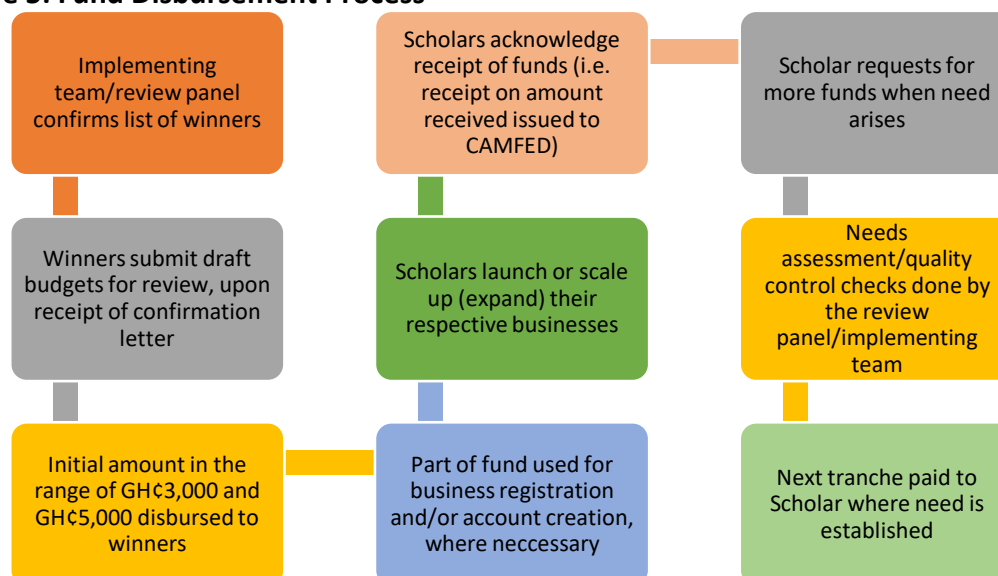 Fund Disbursement Process
Implementing
team/review panel
confirms list of winners
Winners submit draft
budgets for review, upon
receipt of confirmation
letter
Initial amount in the
range of GH₵3,000 and
GH₵5,000 disbursed to
winners
Part of fund used for
business registration
and/or account creation,
where neccessary
Scholars launch or scale
up (expand) their
respective businesses
Scholars acknowledge
receipt of funds (i.e.
receipt on amount
received issued to
CAMFED)
Scholar requests for
more funds when need
arises
Needs
assessment/quality
control checks done by
the review
panel/implementing
team
Next tranche paid to
Scholar where need is
established